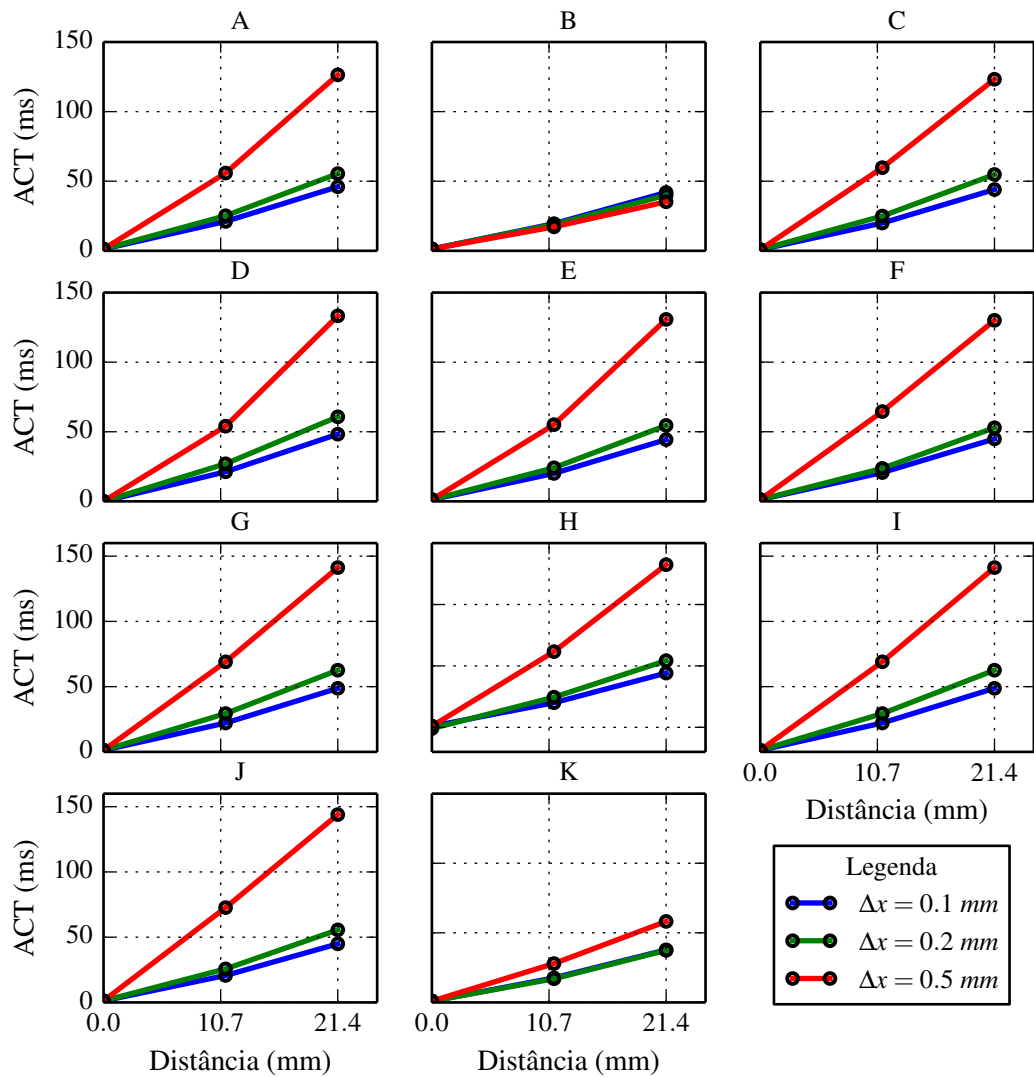 A
B
C
150
100
50
0
ACT (ms)
D
E
F
150
100
50
0
ACT (ms)
G
H
I
150
100
50
0
ACT (ms)
0.0 10.7 21.4
Distância (mm)
J
K
150
100
50
0
ACT (ms)
0.0 10.7 21.4
Distância (mm)
0.0 10.7 21.4
Distância (mm)
Legenda
Δx = 0.1 mm
Δx = 0.2 mm
Δx = 0.5 mm